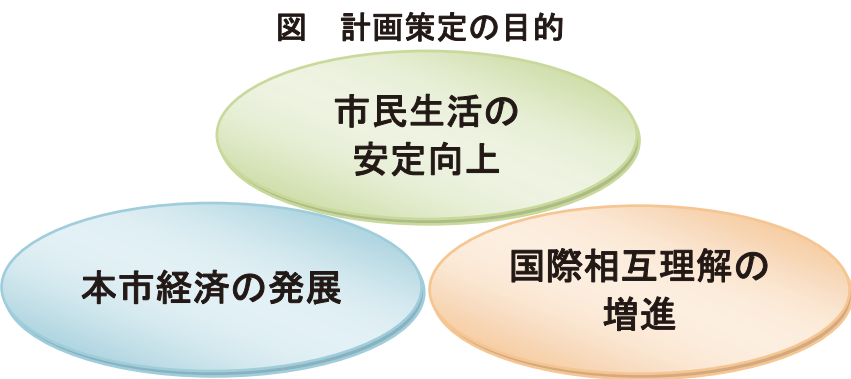 図　計画策定の目的
市民生活の
安定向上
本市経済の発展
国際相互理解の
増進